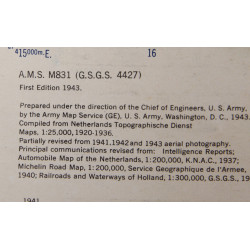 415000m.E. 16
A.M.S. M831 (G.S.G.S. 4427)
First Edition 1943.
Prepared under the direction of the Chief of Engineers, U. S. Army,
by the Army Map Service (GE), U. S. Army, Washington, D. C., 1943.
Compiled from Netherlands Topographische Dienst
Maps, 1:25,000, 1920-1936.
Partially revised from 1941,1942 and 1943 aerial photography.
Principal communications revised from: Intelligence Reports;
Automobile Map of the Netherlands, 1:200,000, K.N.A.C., 1937;
Michelin Road Map, 1:200,000, Service Geographique de l'Armee,
1940; Railroads and Waterways of Holland, 1:300,000, G.S.G.S.,
1941